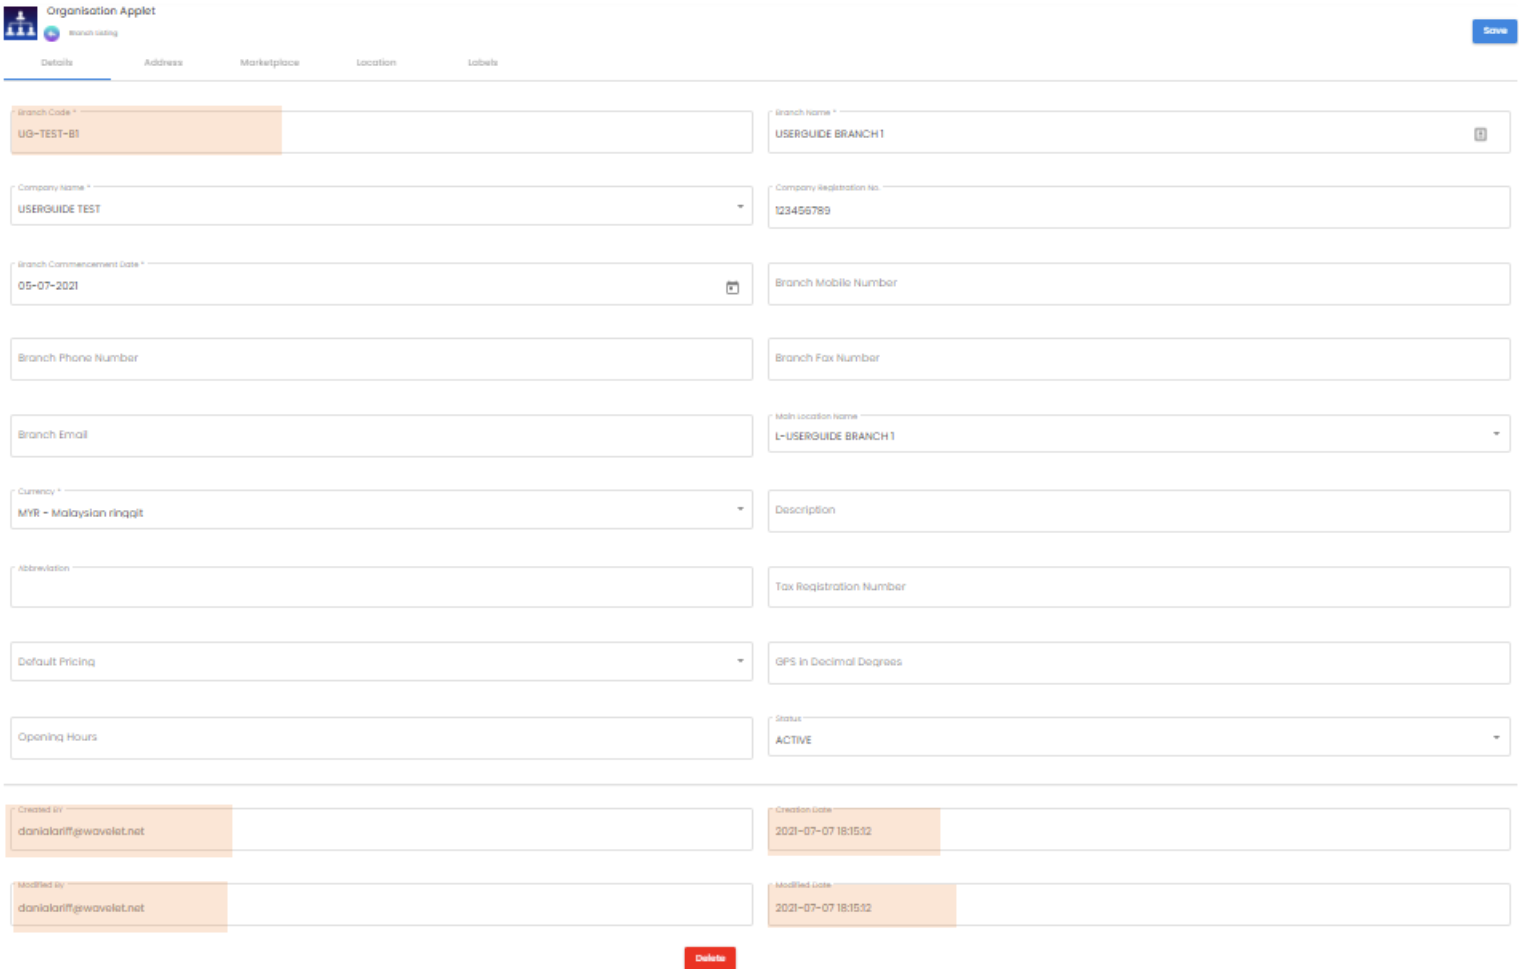 Organisation Applet
Branch Listing
Save
Details Address Marketplace Location Labels
Branch Code *
UG-TEST-B1
Branch Name *
USERGUIDE BRANCH 1
Company Name *
USERGUIDE TEST
Company Registration No.
123456789
Branch Commencement Date *
05-07-2021
Branch Mobile Number
Branch Phone Number
Branch Fax Number
Branch Email
Main Location Name
L-USERGUIDE BRANCH 1
Currency *
MYR - Malaysian ringgit
Description
Abbreviation
Tax Registration Number
Default Pricing
GPS in Decimal Degrees
Opening Hours
Status
ACTIVE
Created By
danialariff@wavelet.net
Creation Date
2021-07-07 18:15:12
Modified By
danialariff@wavelet.net
Modified Date
2021-07-07 18:15:12
Delete